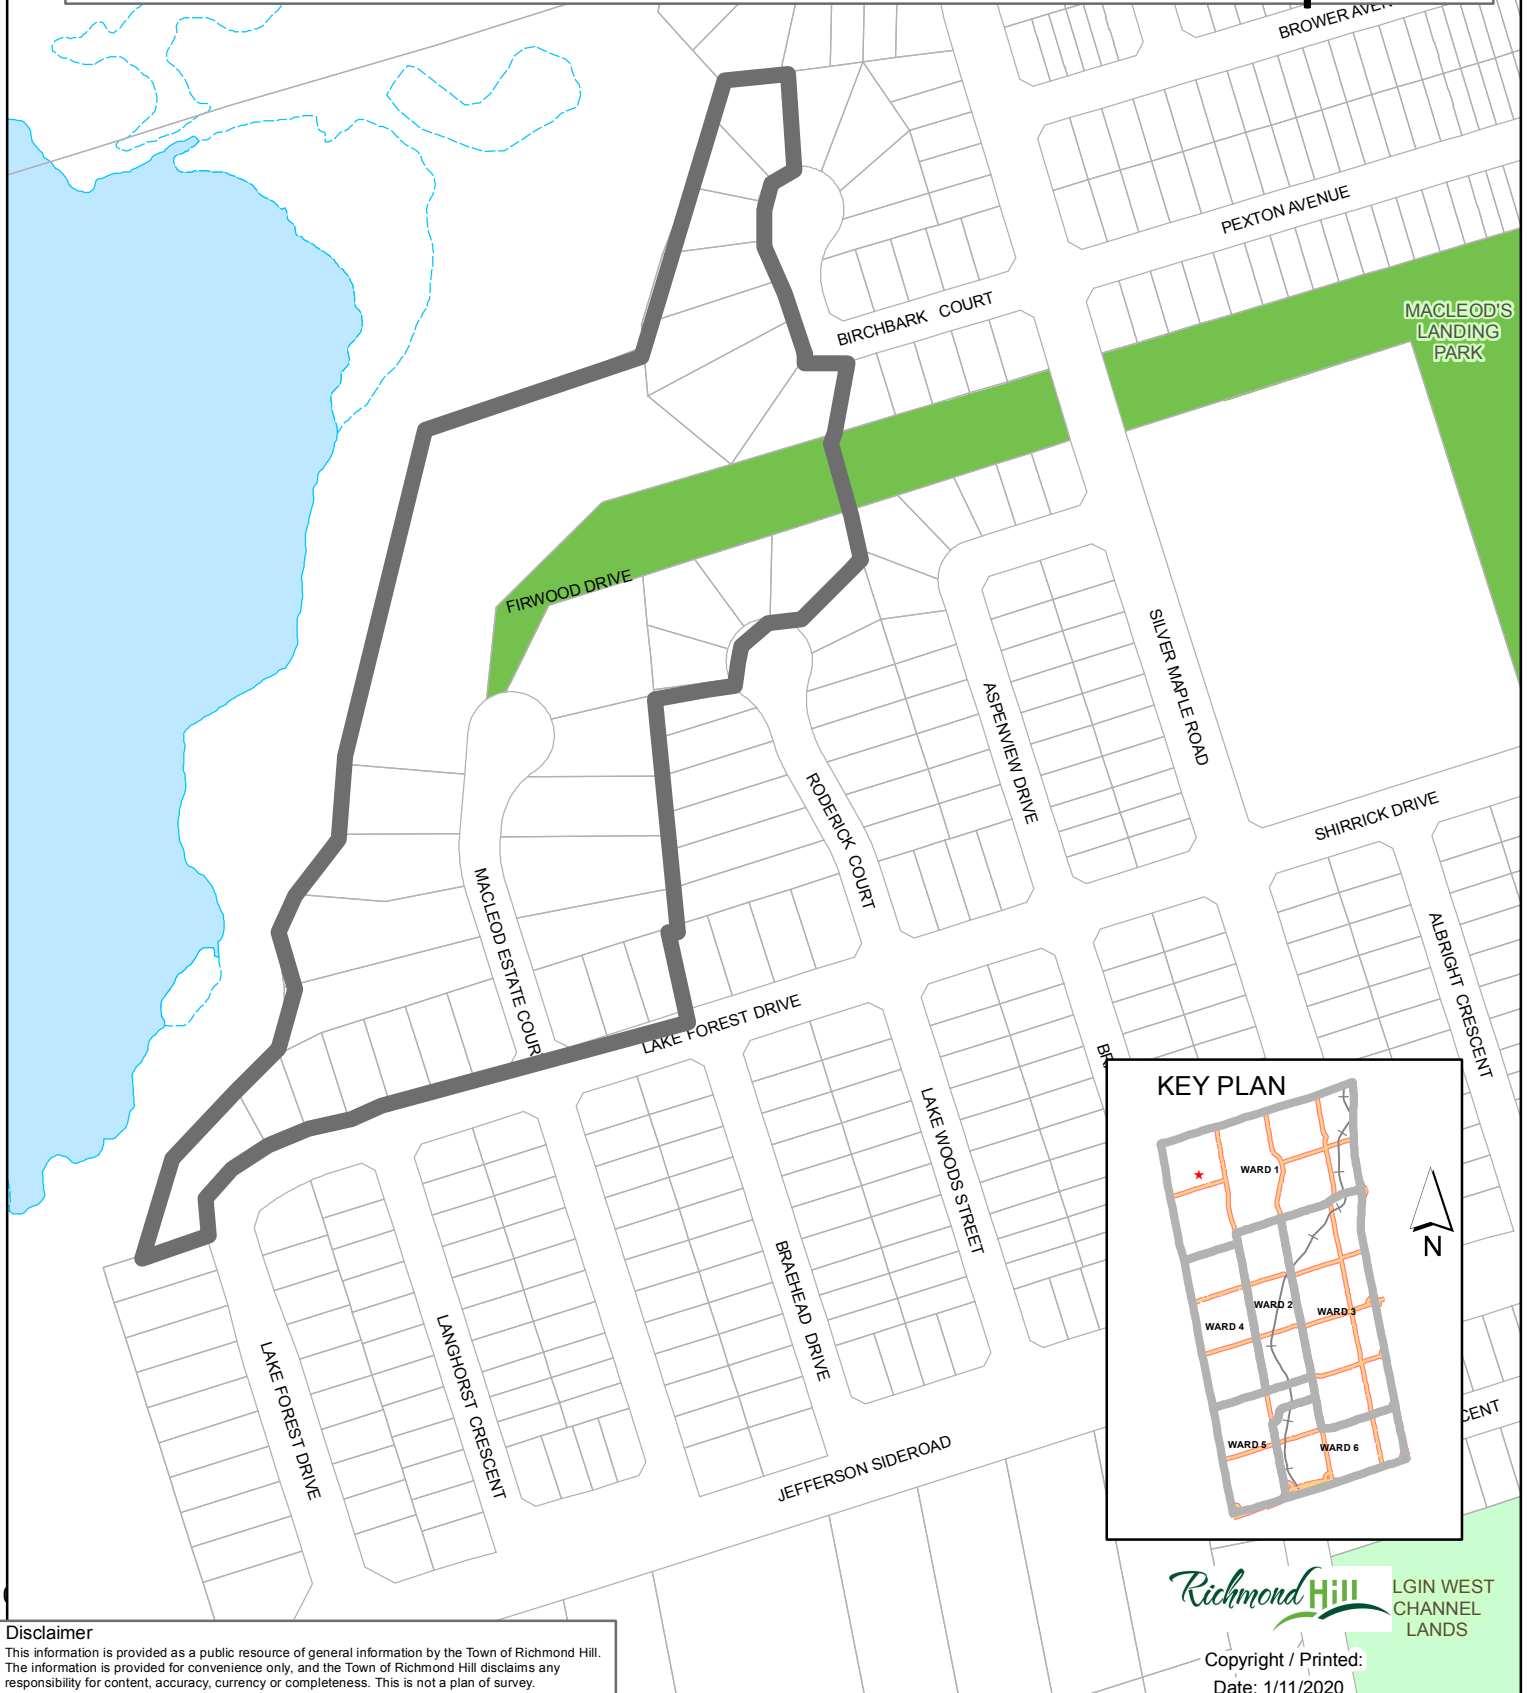 BROWER AVEN
PEXTON AVENUE
MACLEOD'S
LANDING
PARK
BIRCHBARK COURT
FIRWOOD DRIVE
SILVER MAPLE ROAD
ASPENVIEW DRIVE
RODERICK COURT
SHIRRICK DRIVE
MACLEOD ESTATE COUR
ALBRIGHT CRESCENT
LAKE FOREST DRIVE
BR
LAKE WOODS STREET
BRAEHEAD DRIVE
LANGHORST CRESCENT
LAKE FOREST DRIVE
JEFFERSON SIDEROAD
CENT
KEY PLAN
WARD 1
N
WARD 2
WARD 3
WARD 4
WARD 5
WARD 6
Richmond Hill
LGIN WEST
CHANNEL
LANDS
Copyright / Printed:
Date: 1/11/2020
Disclaimer
This information is provided as a public resource of general information by the Town of Richmond Hill.
The information is provided for convenience only, and the Town of Richmond Hill disclaims any
responsibility for content, accuracy, currency or completeness. This is not a plan of survey.